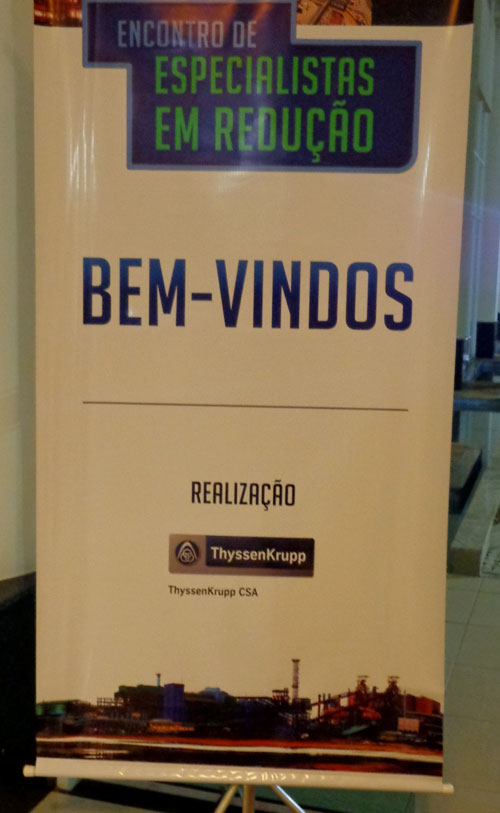 ENCONTRO DE
ESPECIALISTAS
EM REDUÇÃO
BEM-VINDOS
REALIZAÇÃO
ThyssenKrupp
ThyssenKrupp CSA